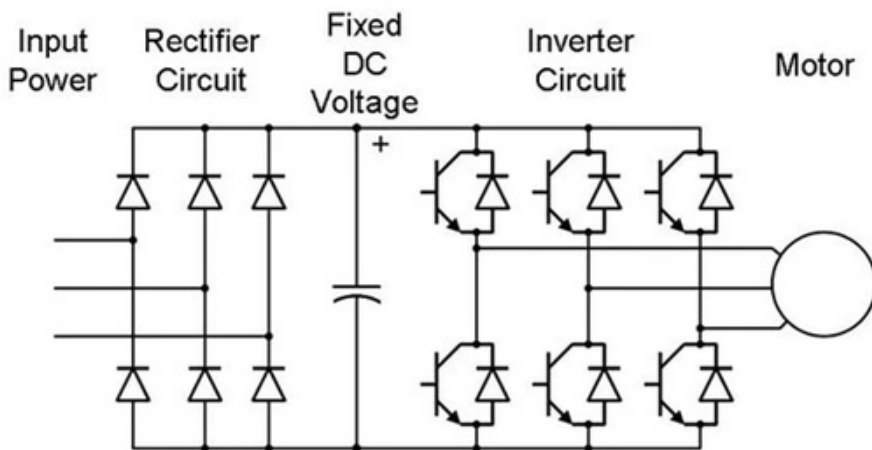 Input
Power
Rectifier
Circuit
Fixed
DC
Voltage
+
Inverter
Circuit
Motor